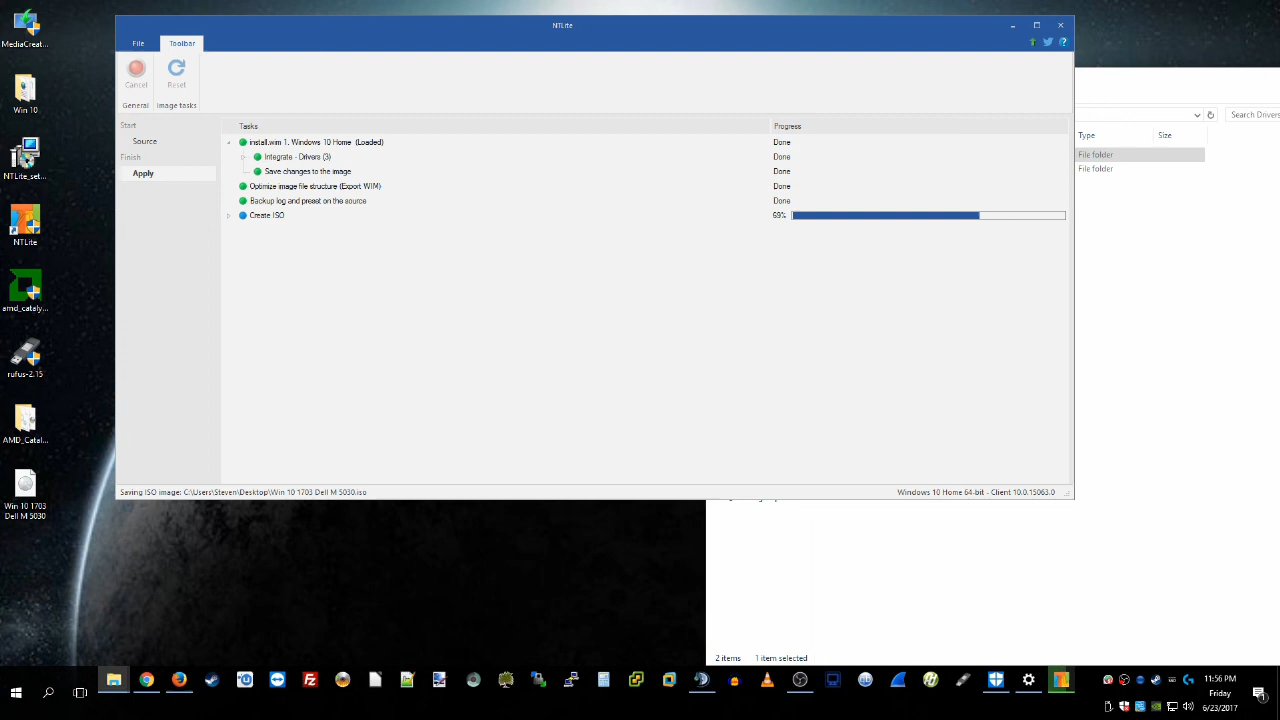 MediaCreat...
Win 10
NTLite_set...
NTLite
amd_cataly...
rufus-2.15
AMD_Catal...
Win 10 1703
Dell M 5030
NTLite
File
Toolbar
Cancel
Reset
General
Image tasks
Start
Source
Finish
Apply
Tasks
Progress
install.wim 1. Windows 10 Home (Loaded)
Done
Integrate - Drivers (3)
Done
Save changes to the image
Done
Optimize image file structure (Export WIM)
Done
Backup log and preset on the source
Done
Create ISO
69%
Saving ISO image: C:\Users\Steven\Desktop\Win 10 1703 Dell M 5030.iso
Windows 10 Home 64-bit - Client 10.0.15063.0
Search Drivers
Type
Size
File folder
File folder
2 items
1 item selected
11:56 PM
Friday
6/23/2017